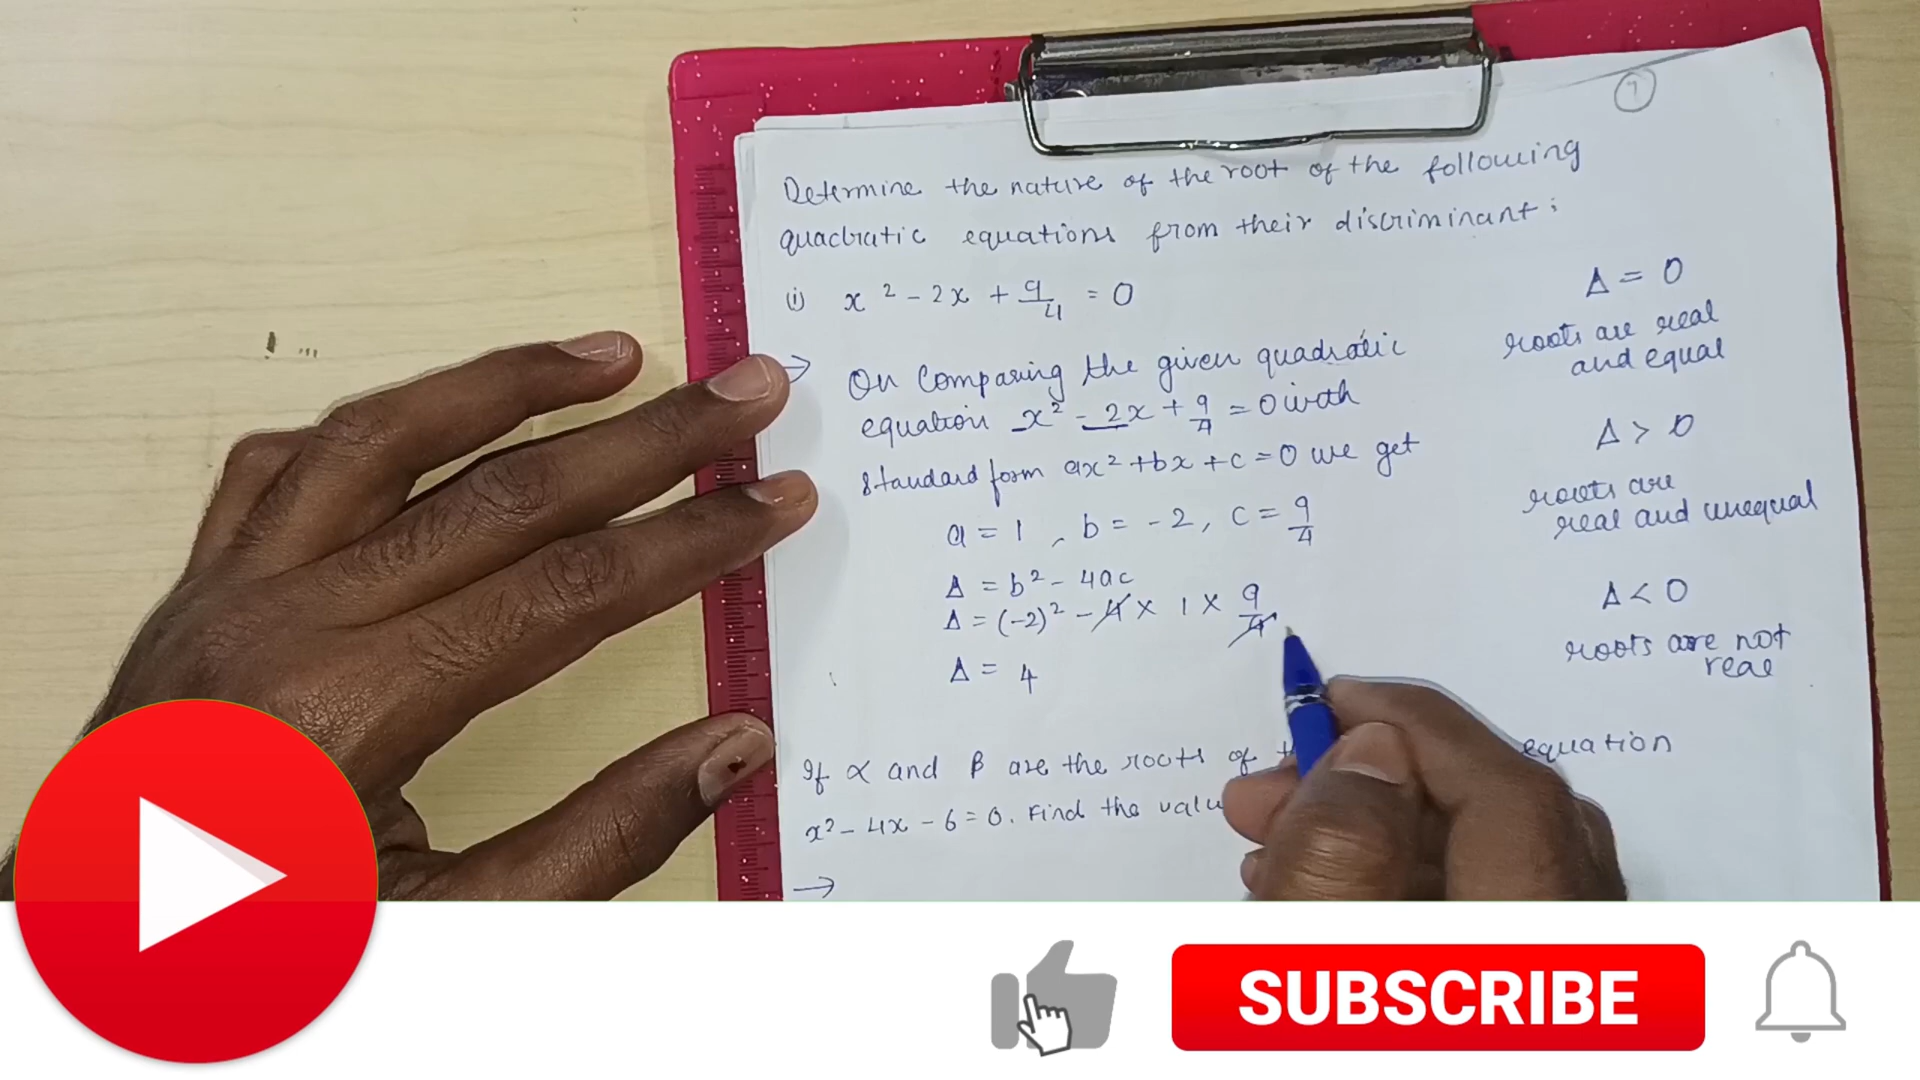 7
Determine the nature of the root of the following
quadratic equations from their discriminant:
(i) x² - 2x + 9/4 = 0
→ On Comparing the given quadratic
equation x² - 2x + 9/4 = 0 with
standard form ax² + bx + c = 0 we get
a = 1, b = -2, c = 9/4
Δ = b² - 4ac
Δ = (-2)² - 4 × 1 × 9/4
Δ = 4
Δ = 0
roots are real
and equal
Δ > 0
roots are
real and unequal
Δ < 0
roots are not
real
If α and β are the roots of equation
x² - 4x - 6 = 0. Find the
→
SUBSCRIBE